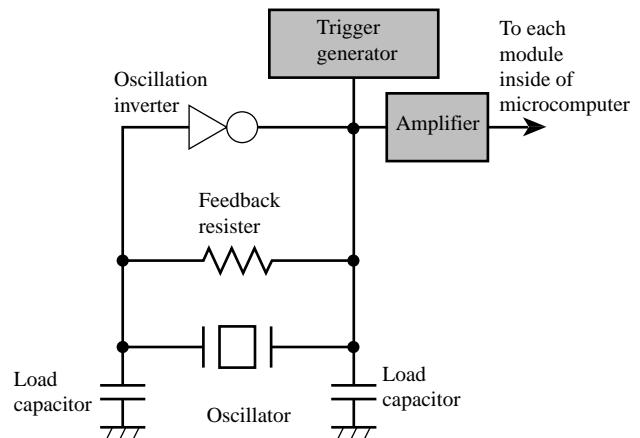 Trigger
generator
To each
module
inside of
microcomputer
Oscillation
inverter
Amplifier
Feedback
resister
Load
capacitor
Oscillator
Load
capacitor